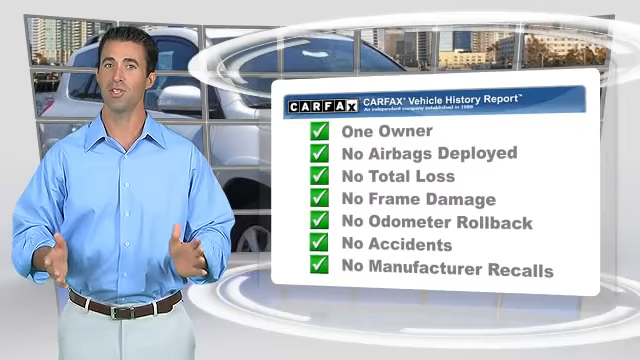 CARFAX CARFAX Vehicle History Report™
An independent company established in 1986
One Owner
No Airbags Deployed
No Total Loss
No Frame Damage
No Odometer Rollback
No Accidents
No Manufacturer Recalls